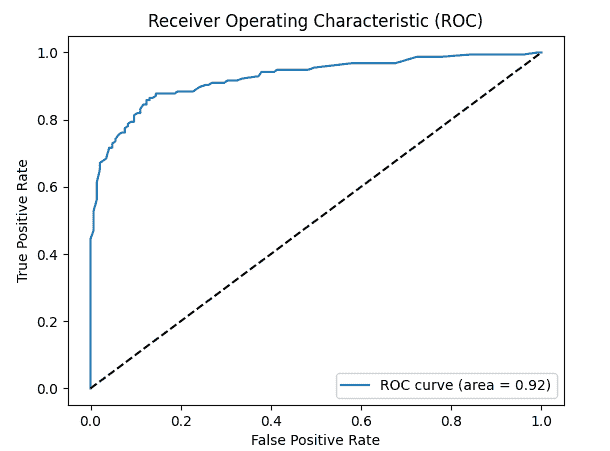 Receiver Operating Characteristic (ROC)
1.0
0.8
0.6
0.4
0.2
0.0
True Positive Rate
ROC curve (area = 0.92)
0.0 0.2 0.4 0.6 0.8 1.0
False Positive Rate